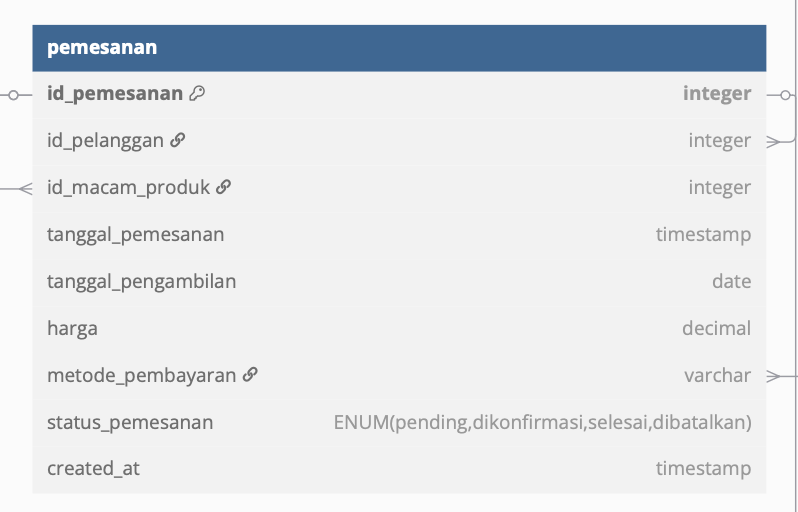 pemesanan
id_pemesanan integer
id_pelanggan integer
id_macam_produk integer
tanggal_pemesanan timestamp
tanggal_pengambilan date
harga decimal
metode_pembayaran varchar
status_pemesanan ENUM(pending,dikonfirmasi,selesai,dibatalkan)
created_at timestamp